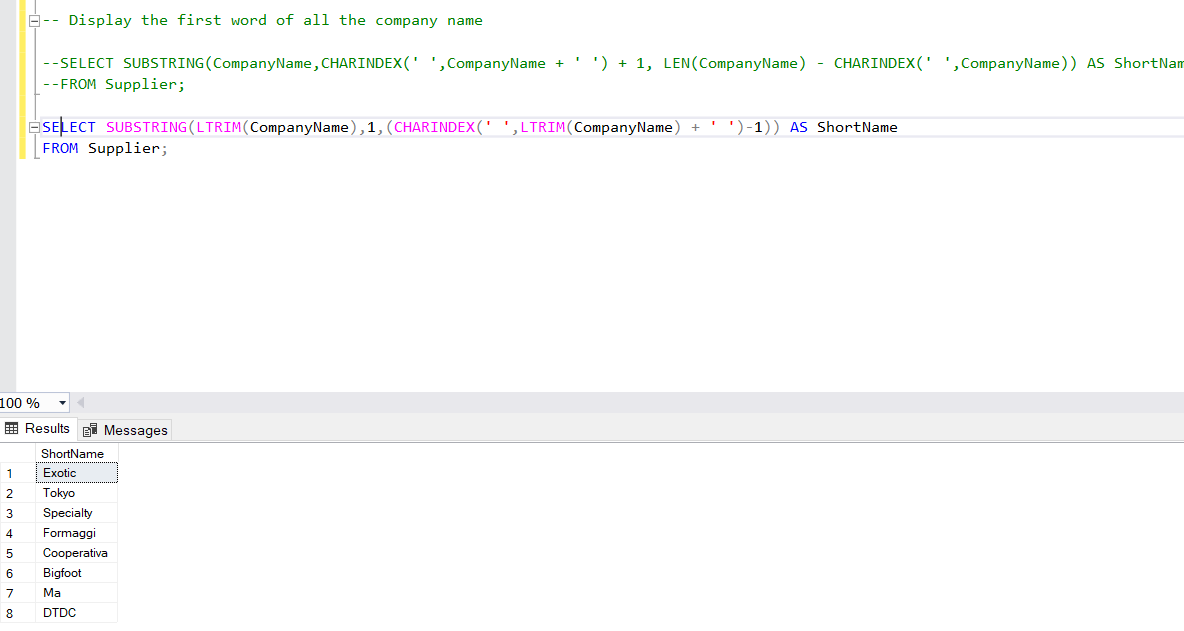 -- Display the first word of all the company name
--SELECT SUBSTRING(CompanyName,CHARINDEX(' ',CompanyName + ' ') + 1, LEN(CompanyName) - CHARINDEX(' ',CompanyName)) AS ShortNam
--FROM Supplier;
SELECT SUBSTRING(LTRIM(CompanyName),1,(CHARINDEX(' ',LTRIM(CompanyName) + ' ')-1)) AS ShortName
FROM Supplier;
100 %
Results Messages
ShortName
1 Exotic
2 Tokyo
3 Specialty
4 Formaggi
5 Cooperativa
6 Bigfoot
7 Ma
8 DTDC